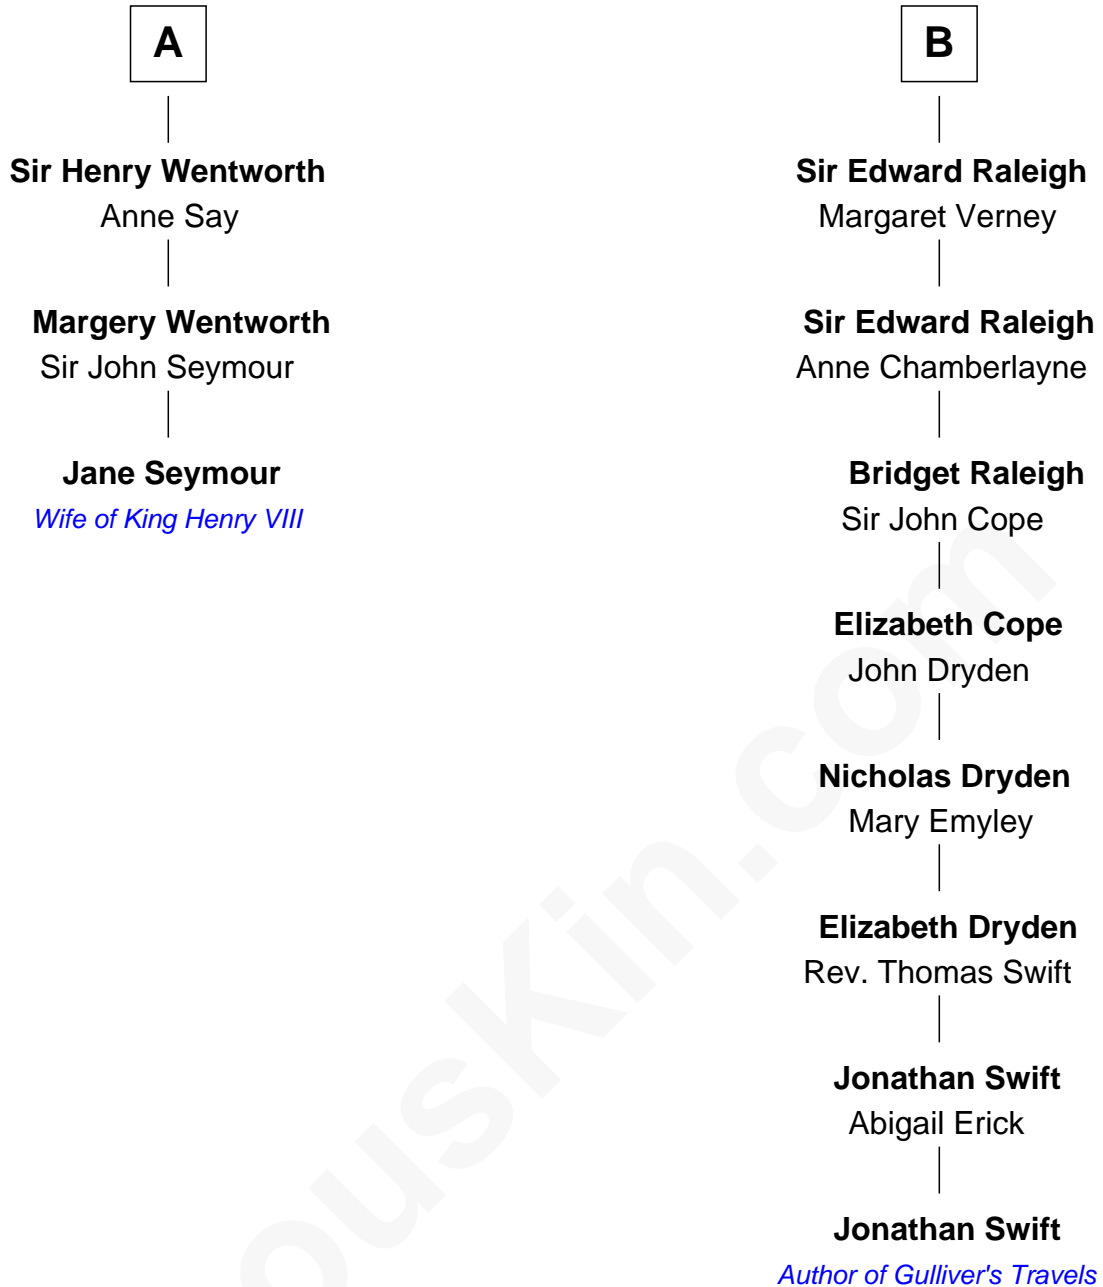 A
Sir Henry Wentworth
Anne Say
Margery Wentworth
Sir John Seymour
Jane Seymour
Wife of King Henry VIII
B
Sir Edward Raleigh
Margaret Verney
Sir Edward Raleigh
Anne Chamberlayne
Bridget Raleigh
Sir John Cope
Elizabeth Cope
John Dryden
Nicholas Dryden
Mary Emyley
Elizabeth Dryden
Rev. Thomas Swift
Jonathan Swift
Abigail Erick
Jonathan Swift
Author of Gulliver's Travels
ousKin.com